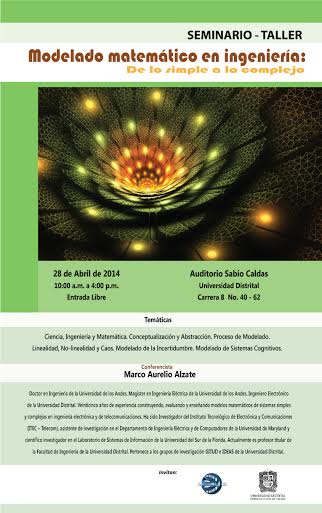 SEMINARIO - TALLER
Modelado matemático en ingeniería:
De lo simple a lo complejo
28 de Abril de 2014
10:00 a.m. a 4:00 p.m.
Entrada Libre
Auditorio Sabio Caldas
Universidad Distrital
Carrera 8 No. 40 - 62
Temáticas
Ciencia, Ingeniería y Matemática. Conceptualización y Abstracción. Proceso de Modelado.
Linealidad, No-linealidad y Caos. Modelado de la Incertidumbre. Modelado de Sistemas Cognitivos.
Conferencista
Marco Aurelio Alzate
Doctor en Ingeniería de la Universidad de los Andes. Magister en Ingeniería Eléctrica de la Universidad de los Andes. Ingeniero Electrónico
de la Universidad Distrital. Veinticinco años de experiencia construyendo, evaluando y enseñando modelos matemáticos de sistemas simples
y complejos en ingeniería electrónica y de telecomunicaciones. Ha sido Investigador del Instituto Tecnológico de Electrónica y Comunicaciones
(ITEC – Telecom), asistente de investigación en el Departamento de Ingeniería Eléctrica y de Computadores de la Universidad de Maryland y
científico investigador en el Laboratorio de Sistemas de Información de la Universidad del Sur de la Florida. Actualmente es profesor titular de
la Facultad de Ingeniería de la Universidad Distrital. Pertenece a los grupos de investigación GITUD e IDEAS de la Universidad Distrital.
Invitan:
UNIVERSIDAD DISTRITAL
FRANCISCO JOSÉ DE CALDAS